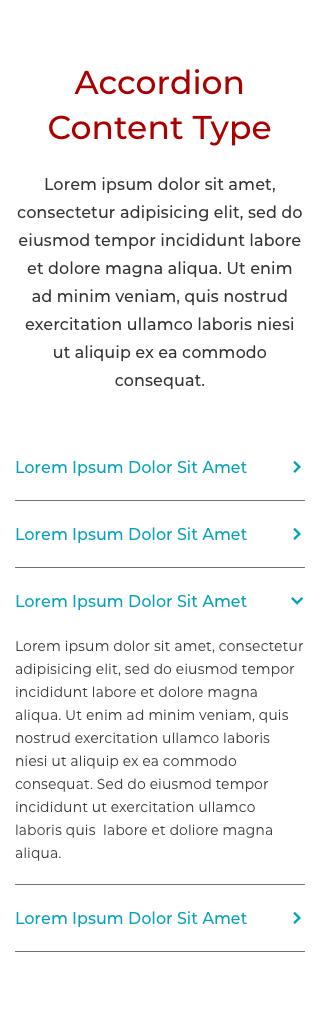 Accordion
Content Type
Lorem ipsum dolor sit amet,
consectetur adipisicing elit, sed do
eiusmod tempor incididunt labore
et dolore magna aliqua. Ut enim
ad minim veniam, quis nostrud
exercitation ullamco laboris niesi
ut aliquip ex ea commodo
consequat.
Lorem Ipsum Dolor Sit Amet
Lorem Ipsum Dolor Sit Amet
Lorem Ipsum Dolor Sit Amet
Lorem ipsum dolor sit amet, consectetur
adipisicing elit, sed do eiusmod tempor
incididunt labore et dolore magna
aliqua. Ut enim ad minim veniam, quis
nostrud exercitation ullamco laboris
niesi ut aliquip ex ea commodo
consequat. Sed do eiusmod tempor
incididunt ut exercitation ullamco
laboris quis  labore et doliore magna
aliqua.
Lorem Ipsum Dolor Sit Amet